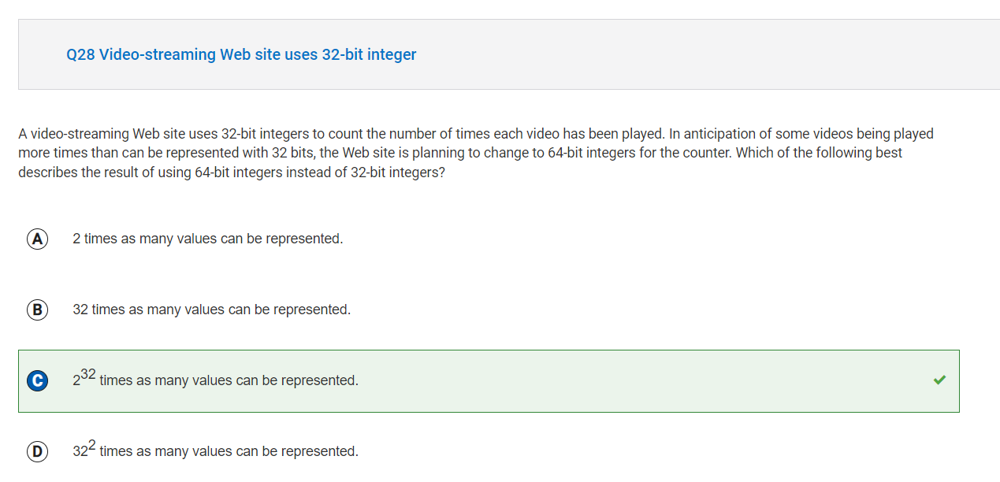 Q28 Video-streaming Web site uses 32-bit integer
A video-streaming Web site uses 32-bit integers to count the number of times each video has been played. In anticipation of some videos being played
more times than can be represented with 32 bits, the Web site is planning to change to 64-bit integers for the counter. Which of the following best
describes the result of using 64-bit integers instead of 32-bit integers?
A 2 times as many values can be represented.
B 32 times as many values can be represented.
C 2³² times as many values can be represented.
D 32² times as many values can be represented.